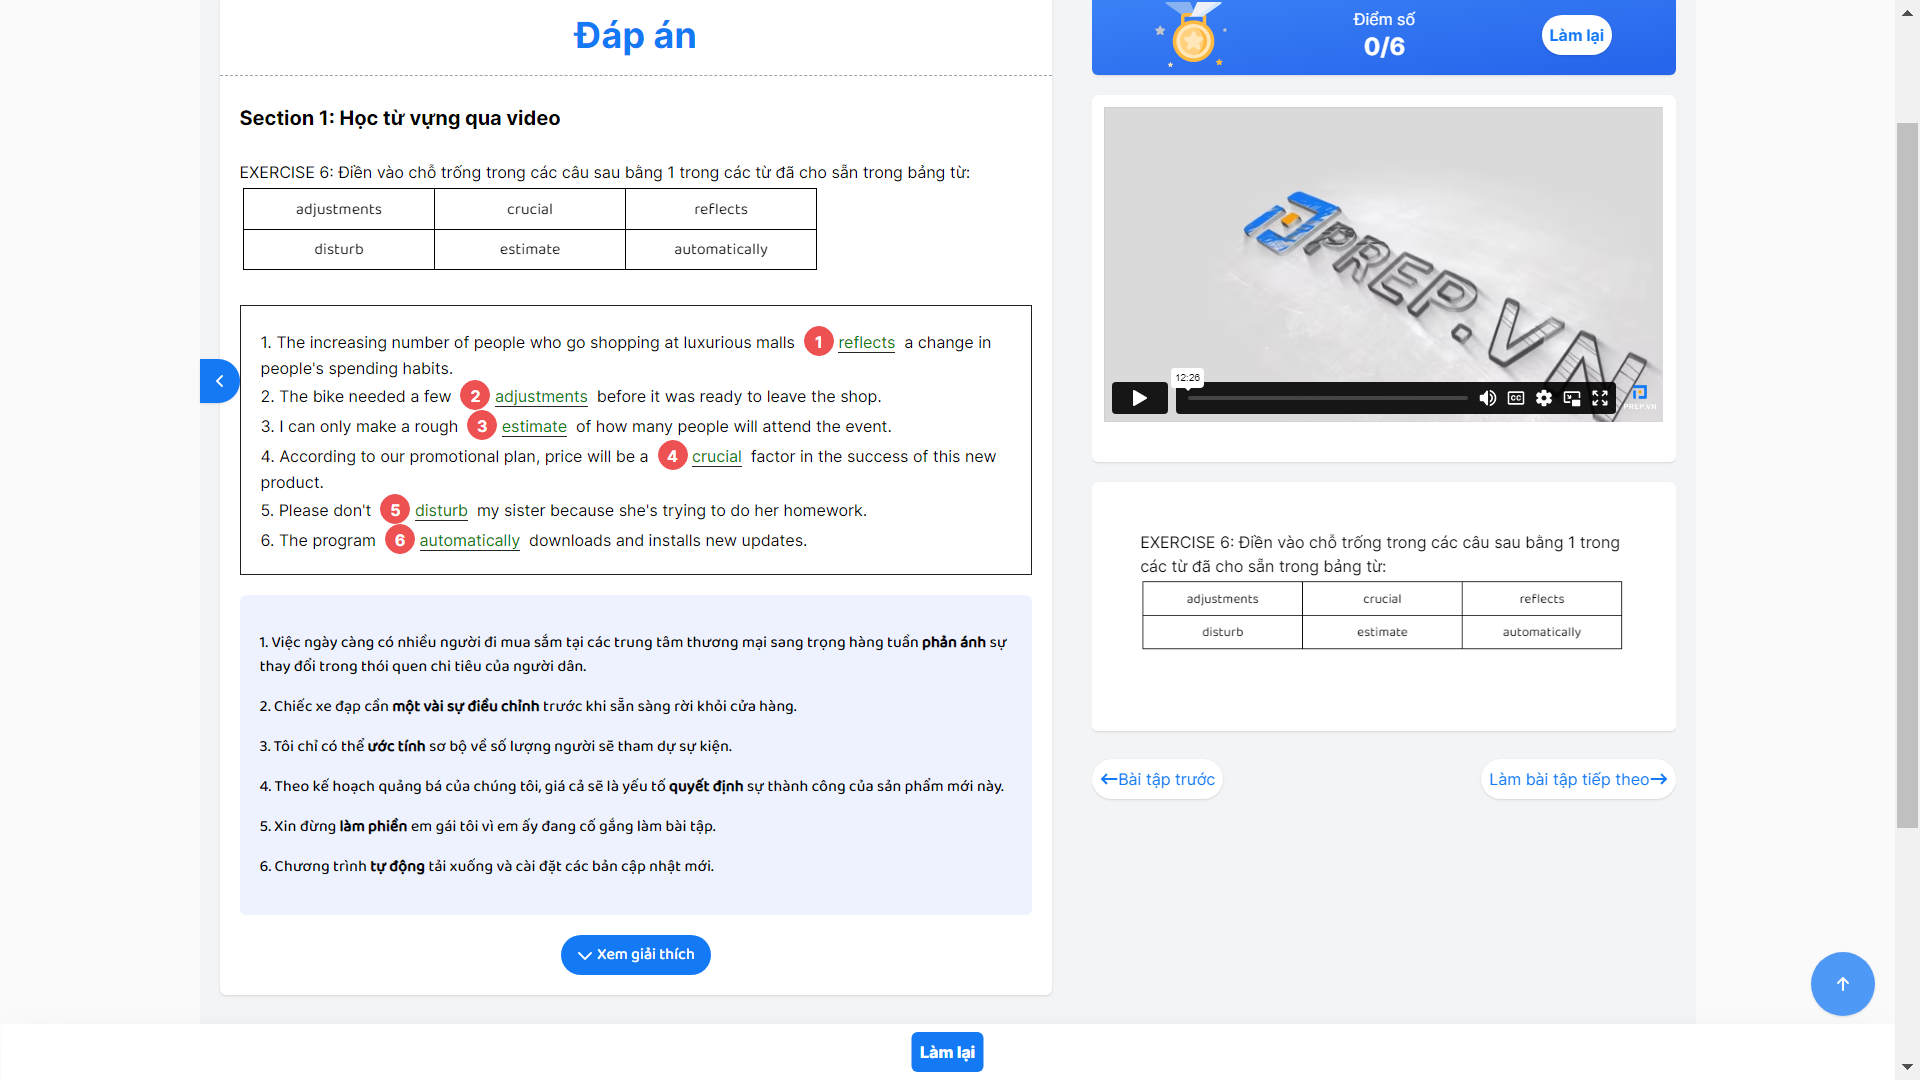 Đáp án
Section 1: Học từ vựng qua video
EXERCISE 6: Điền vào chỗ trống trong các câu sau bằng 1 trong các từ đã cho sẵn trong bảng từ:
adjustments crucial reflects
disturb estimate automatically
1. The increasing number of people who go shopping at luxurious malls 1 reflects a change in
people's spending habits.
2. The bike needed a few 2 adjustments before it was ready to leave the shop.
3. I can only make a rough 3 estimate of how many people will attend the event.
4. According to our promotional plan, price will be a 4 crucial factor in the success of this new
product.
5. Please don't 5 disturb my sister because she's trying to do her homework.
6. The program 6 automatically downloads and installs new updates.
1. Việc ngày càng có nhiều người đi mua sắm tại các trung tâm thương mại sang trọng hàng tuần phản ánh sự
thay đổi trong thói quen chi tiêu của người dân.
2. Chiếc xe đạp cần một vài sự điều chỉnh trước khi sẵn sàng rời khỏi cửa hàng.
3. Tôi chỉ có thể ước tính sơ bộ về số lượng người sẽ tham dự sự kiện.
4. Theo kế hoạch quảng bá của chúng tôi, giá cả sẽ là yếu tố quyết định sự thành công của sản phẩm mới này.
5. Xin đừng làm phiền em gái tôi vì em ấy đang cố gắng làm bài tập.
6. Chương trình tự động tải xuống và cài đặt các bản cập nhật mới.
Xem giải thích
Điểm số
0/6
Làm lại
PREP.VN
12:26
CC
PREP.VN
EXERCISE 6: Điền vào chỗ trống trong các câu sau bằng 1 trong
các từ đã cho sẵn trong bảng từ:
adjustments crucial reflects
disturb estimate automatically
Bài tập trước
Làm bài tập tiếp theo
Làm lại